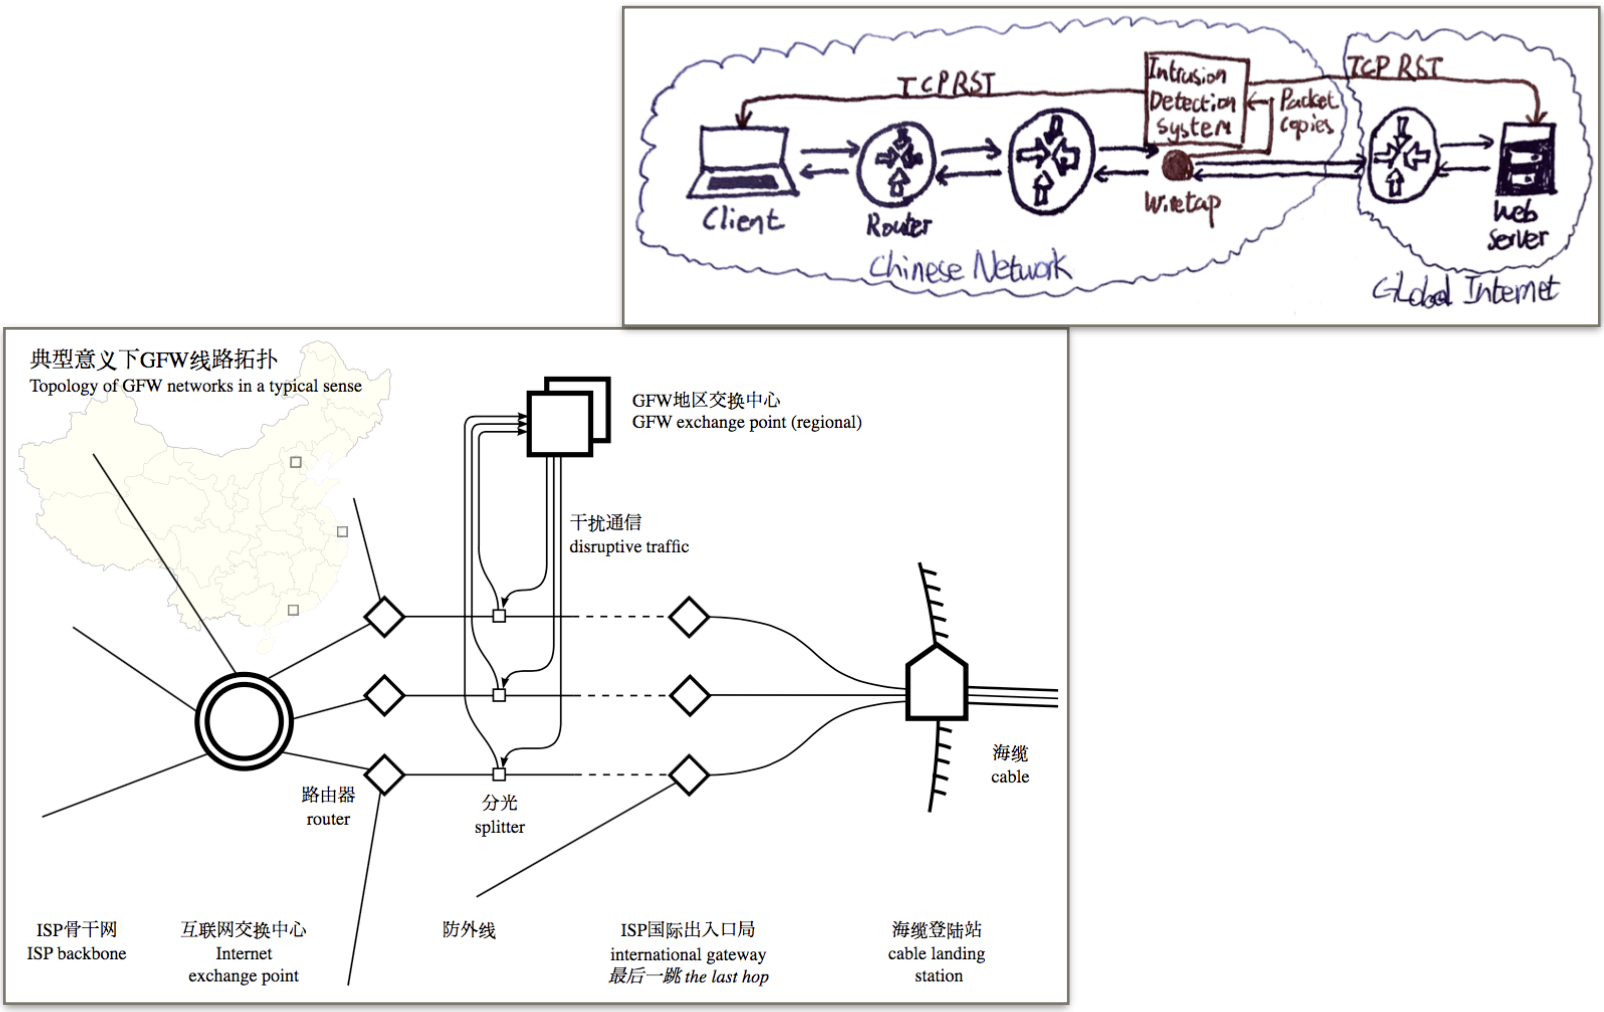 TCP RST
Intrusion
Detection
System
Packet
copies
TCP RST
Client
Router
Wiretap
Web
Server
Chinese Network
Global Internet
典型意义下GFW线路拓扑
Topology of GFW networks in a typical sense
GFW地区交换中心
GFW exchange point (regional)
干扰通信
disruptive traffic
海缆
cable
路由器
router
分光
splitter
ISP骨干网
ISP backbone
互联网交换中心
Internet
exchange point
防外线
ISP国际出入口局
international gateway
最后一跳 the last hop
海缆登陆站
cable landing
station